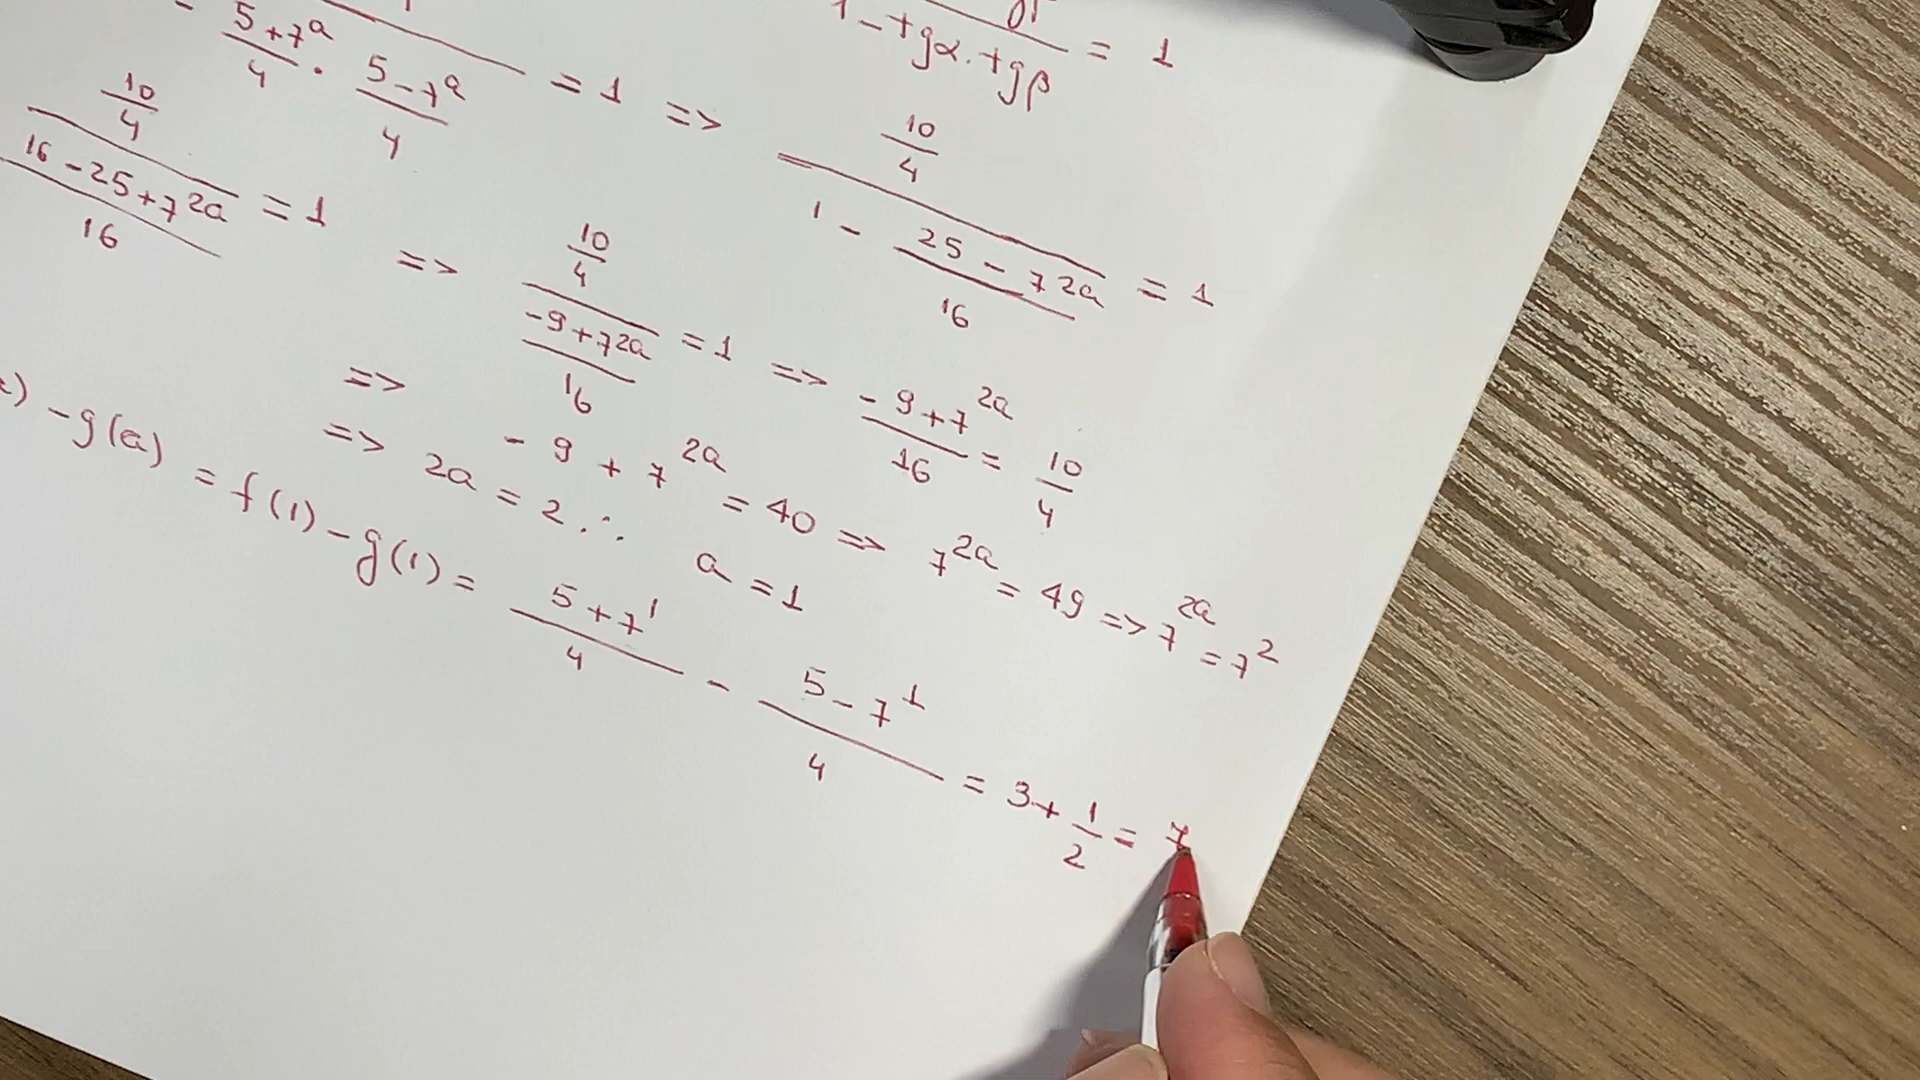 1 - tgα . tgβ = 1
- 5+7^a / 4 . 5-7^a / 4 = 1 => 10/4 / (1 - (25 - 7^2a)/16) = 1
10/4 / ((16 - 25 + 7^2a)/16) = 1 => 10/4 / ((-9 + 7^2a)/16) = 1 => (-9 + 7^2a)/16 = 10/4
=> -9 + 7^2a = 40 => 7^2a = 49 => 7^2a = 7^2
=> 2a = 2 ∴ a = 1
) - g(a) = f(1) - g(1) = (5 + 7^1)/4 - (5 - 7^1)/4 = 3 + 1/2 = 7